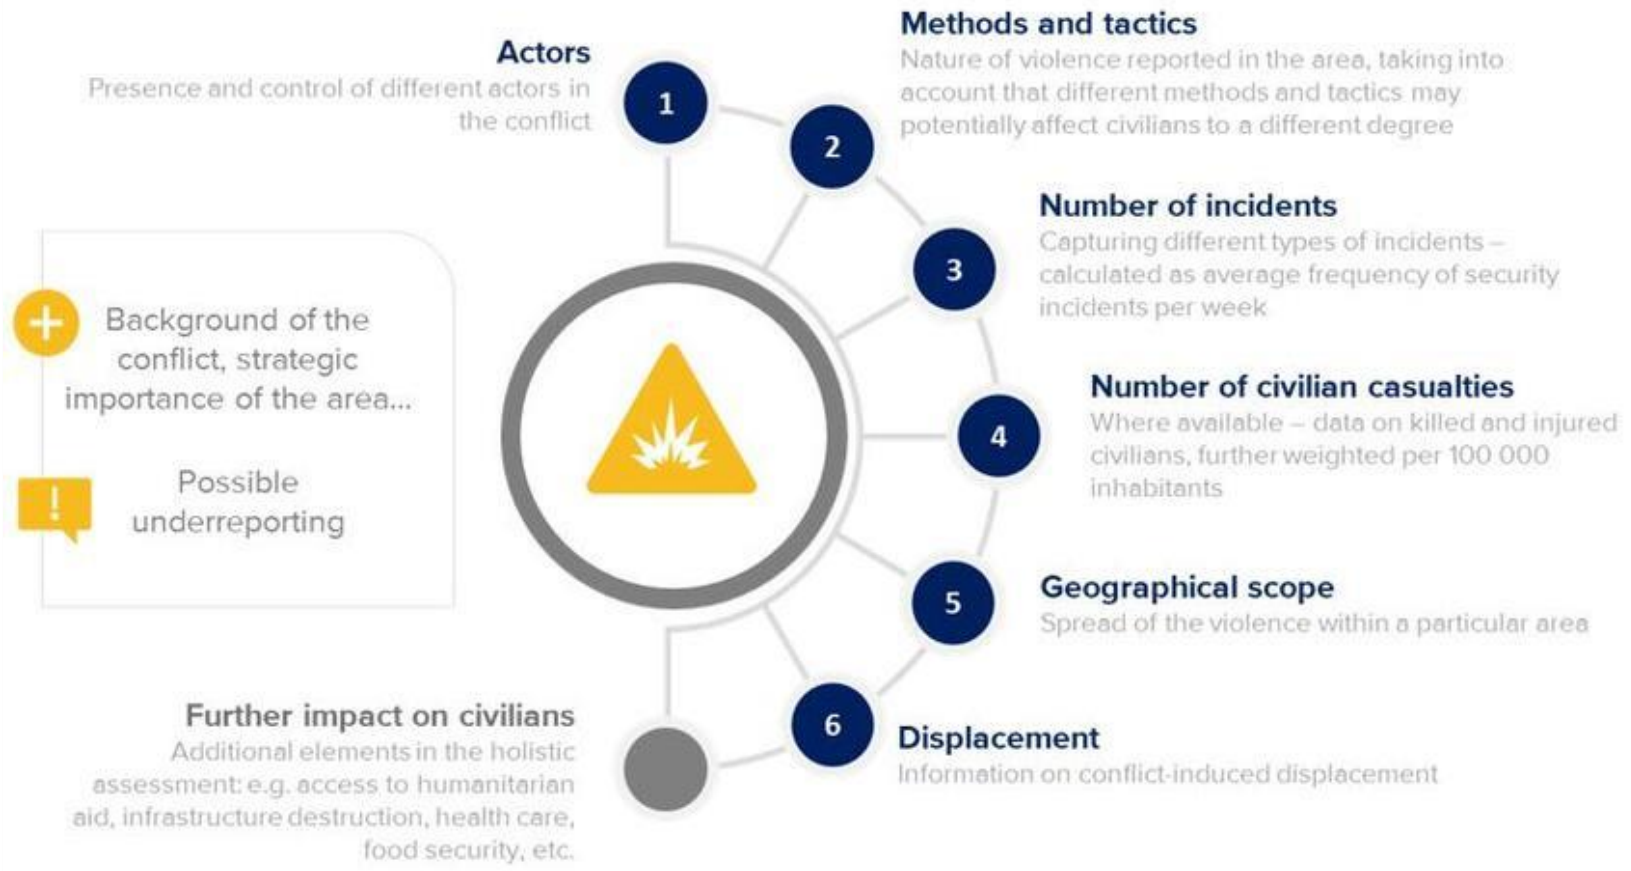 Actors
Presence and control of different actors in
the conflict
1
Methods and tactics
Nature of violence reported in the area, taking into
account that different methods and tactics may
potentially affect civilians to a different degree
2
Number of incidents
Capturing different types of incidents –
calculated as average frequency of security
incidents per week
3
Number of civilian casualties
Where available – data on killed and injured
civilians, further weighted per 100 000
inhabitants
4
Geographical scope
Spread of the violence within a particular area
5
Displacement
Information on conflict-induced displacement
6
Further impact on civilians
Additional elements in the holistic
assessment: e.g. access to humanitarian
aid, infrastructure destruction, health care,
food security, etc.
+
Background of the
conflict, strategic
importance of the area...
!
Possible
underreporting